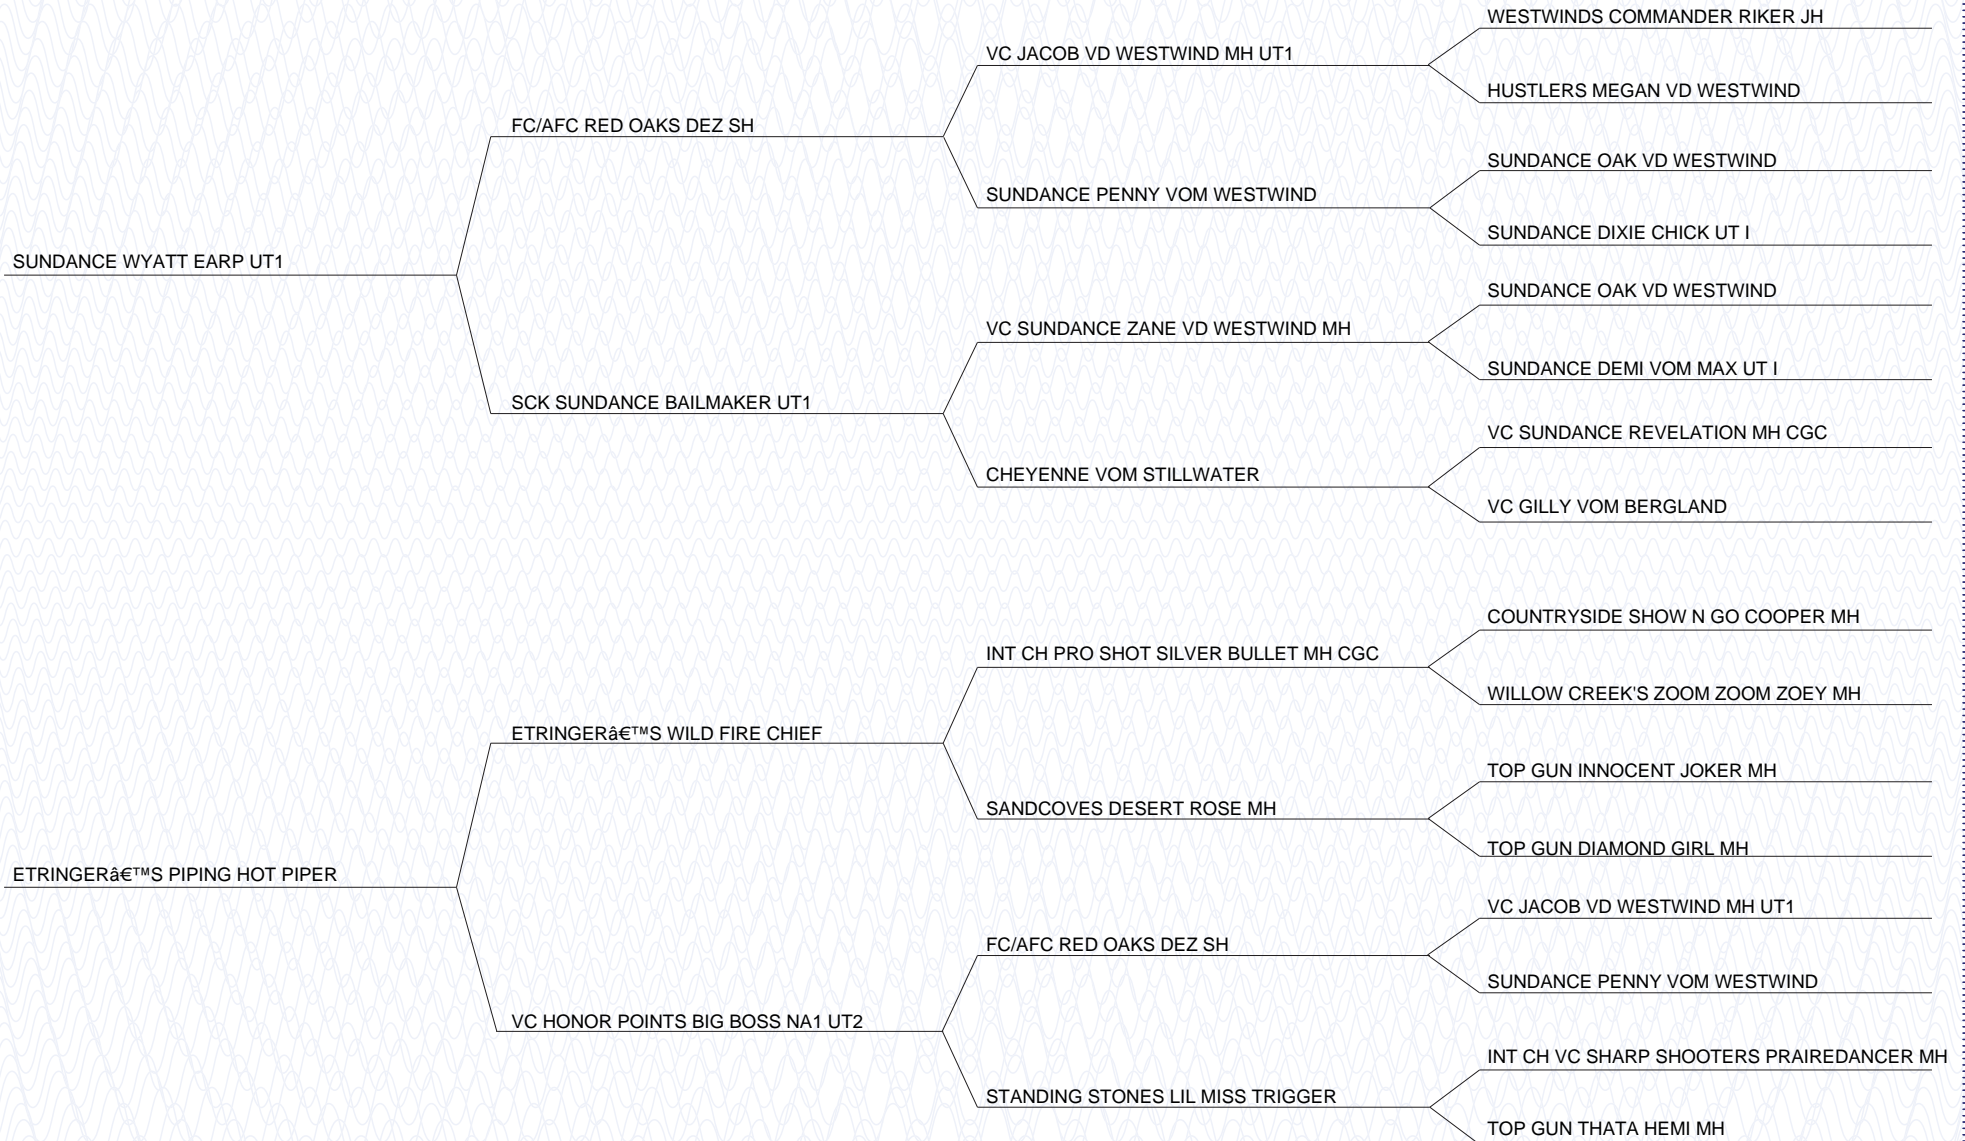 WESTWINDS COMMANDER RIKER JH
VC JACOB VD WESTWIND MH UT1
HUSTLERS MEGAN VD WESTWIND
FC/AFC RED OAKS DEZ SH
SUNDANCE OAK VD WESTWIND
SUNDANCE PENNY VOM WESTWIND
SUNDANCE DIXIE CHICK UT I
SUNDANCE WYATT EARP UT1
SUNDANCE OAK VD WESTWIND
VC SUNDANCE ZANE VD WESTWIND MH
SUNDANCE DEMI VOM MAX UT I
SCK SUNDANCE BAILMAKER UT1
VC SUNDANCE REVELATION MH CGC
CHEYENNE VOM STILLWATER
VC GILLY VOM BERGLAND
COUNTRYSIDE SHOW N GO COOPER MH
INT CH PRO SHOT SILVER BULLET MH CGC
WILLOW CREEK'S ZOOM ZOOM ZOEY MH
ETRINGERâ€™S WILD FIRE CHIEF
TOP GUN INNOCENT JOKER MH
SANDCOVES DESERT ROSE MH
TOP GUN DIAMOND GIRL MH
ETRINGERâ€™S PIPING HOT PIPER
VC JACOB VD WESTWIND MH UT1
FC/AFC RED OAKS DEZ SH
SUNDANCE PENNY VOM WESTWIND
VC HONOR POINTS BIG BOSS NA1 UT2
INT CH VC SHARP SHOOTERS PRAIREDANCER MH
STANDING STONES LIL MISS TRIGGER
TOP GUN THATA HEMI MH